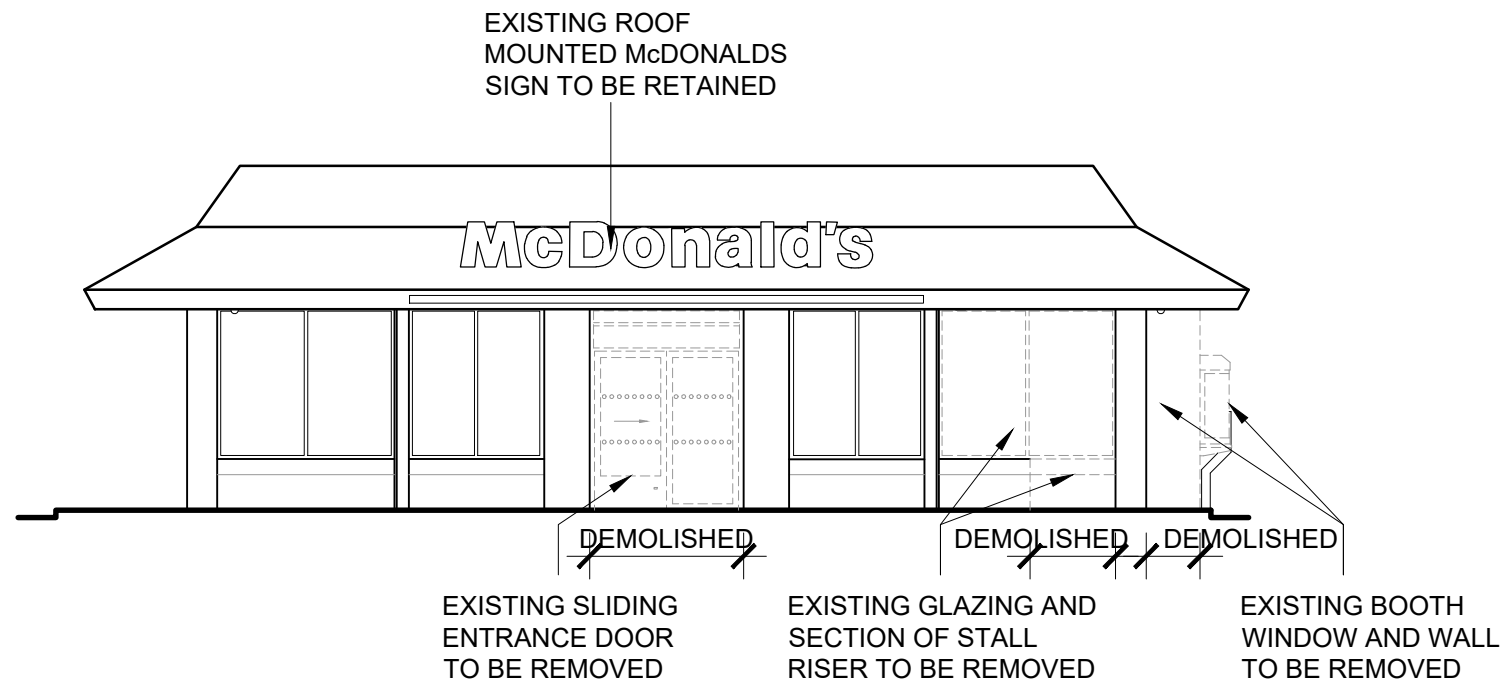 EXISTING ROOF
MOUNTED McDONALDS
SIGN TO BE RETAINED
McDonald's
DEMOLISHED
DEMOLISHED
DEMOLISHED
EXISTING SLIDING
ENTRANCE DOOR
TO BE REMOVED
EXISTING GLAZING AND
SECTION OF STALL
RISER TO BE REMOVED
EXISTING BOOTH
WINDOW AND WALL
TO BE REMOVED